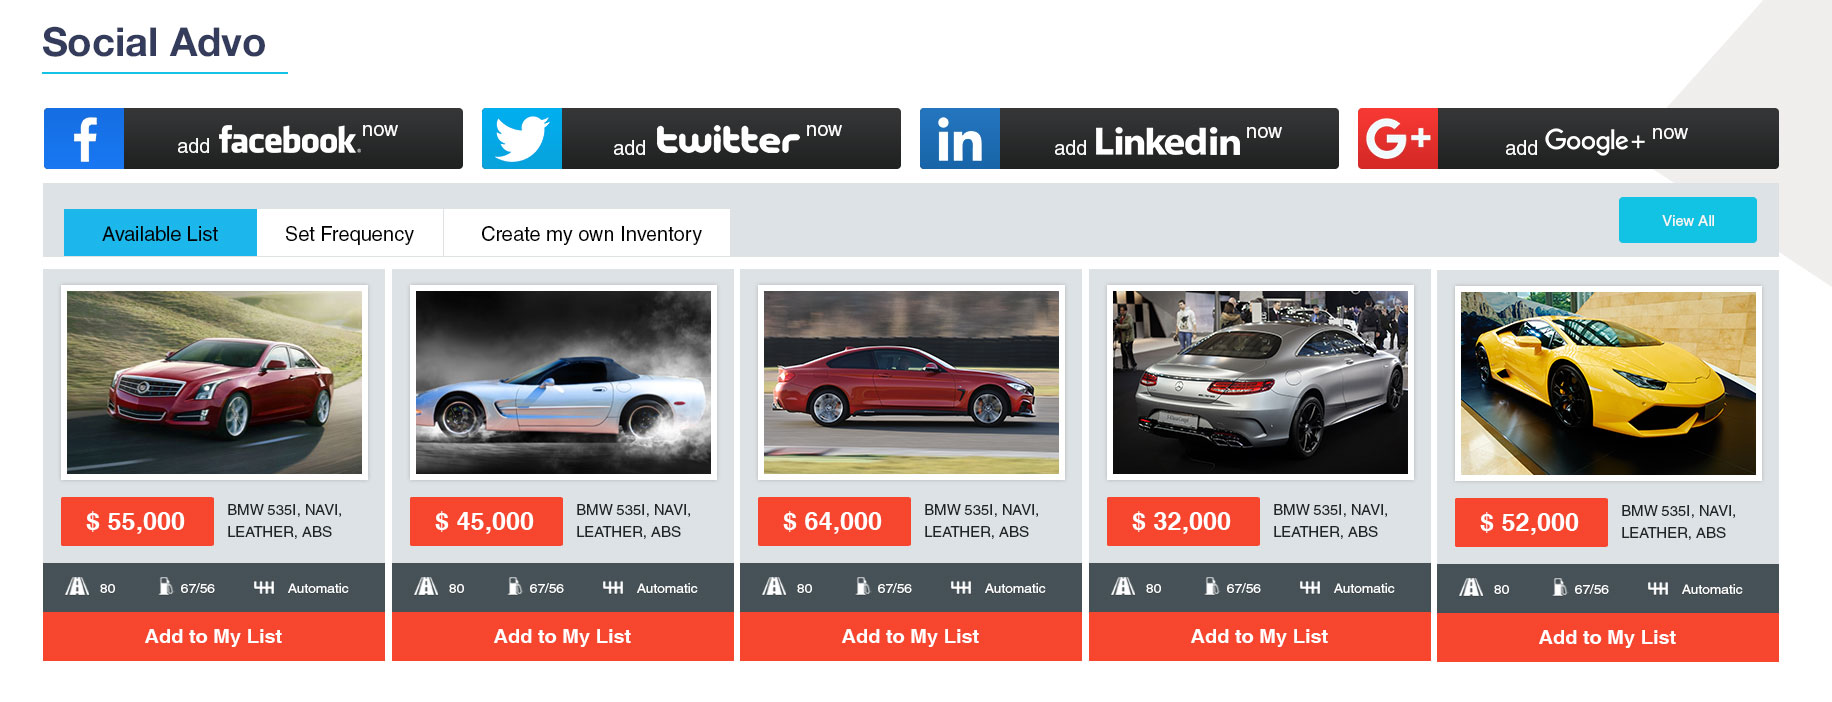 Social Advo
add facebook. now
add twitter now
add Linkedin now
add Google+ now
Available List
Set Frequency
Create my own Inventory
View All
$ 55,000
BMW 535I, NAVI,
LEATHER, ABS
80
67/56
Automatic
Add to My List
$ 45,000
BMW 535I, NAVI,
LEATHER, ABS
80
67/56
Automatic
Add to My List
$ 64,000
BMW 535I, NAVI,
LEATHER, ABS
80
67/56
Automatic
Add to My List
$ 32,000
BMW 535I, NAVI,
LEATHER, ABS
80
67/56
Automatic
Add to My List
$ 52,000
BMW 535I, NAVI,
LEATHER, ABS
80
67/56
Automatic
Add to My List